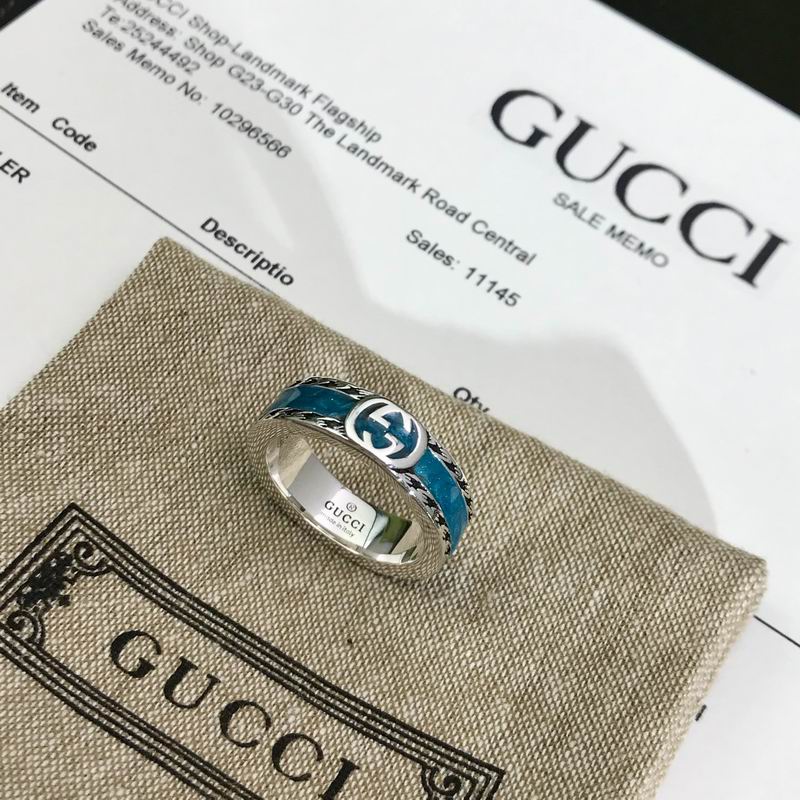 GUCCI Shop-Landmark Flagship
Address: Shop G23-G30 The Landmark Road Central
Te:25244492
Sales Memo No: 10296566
Sales: 11145
GUCCI
SALE MEMO
Item Code
Descriptio
Qty
LER
GUCCI
made in italy
GUCCI